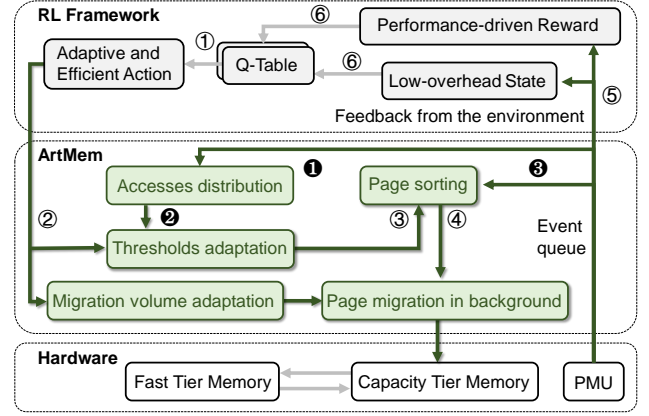 RL Framework
⑥
Performance-driven Reward
Adaptive and
Efficient Action
①
Q-Table
⑥
Low-overhead State
⑤
Feedback from the environment
ArtMem
❶
Accesses distribution
Page sorting
❸
②
❷
③
④
Thresholds adaptation
Event
queue
Migration volume adaptation
Page migration in background
Hardware
Fast Tier Memory
Capacity Tier Memory
PMU